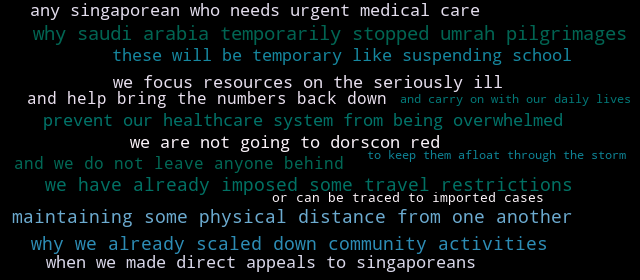 any singaporean who needs urgent medical care
why saudi arabia temporarily stopped umrah pilgrimages
these will be temporary like suspending school
we focus resources on the seriously ill
and help bring the numbers back down
and carry on with our daily lives
prevent our healthcare system from being overwhelmed
we are not going to dorscon red
to keep them afloat through the storm
and we do not leave anyone behind
we have already imposed some travel restrictions
or can be traced to imported cases
maintaining some physical distance from one another
why we already scaled down community activities
when we made direct appeals to singaporeans